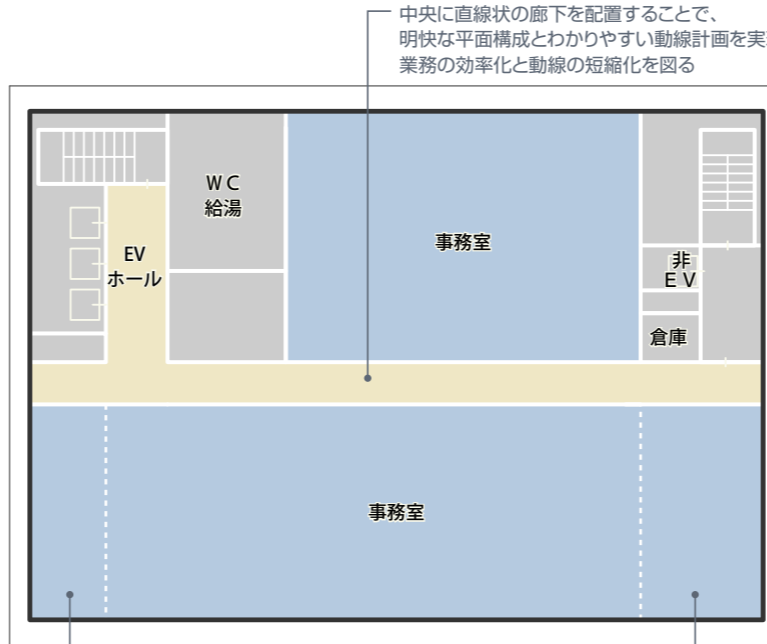 中央に直線状の廊下を配置することで、
明快な平面構成とわかりやすい動線計画を実
業務の効率化と動線の短縮化を図る
WC
給湯
事務室
EV
ホール
非
EV
倉庫
事務室